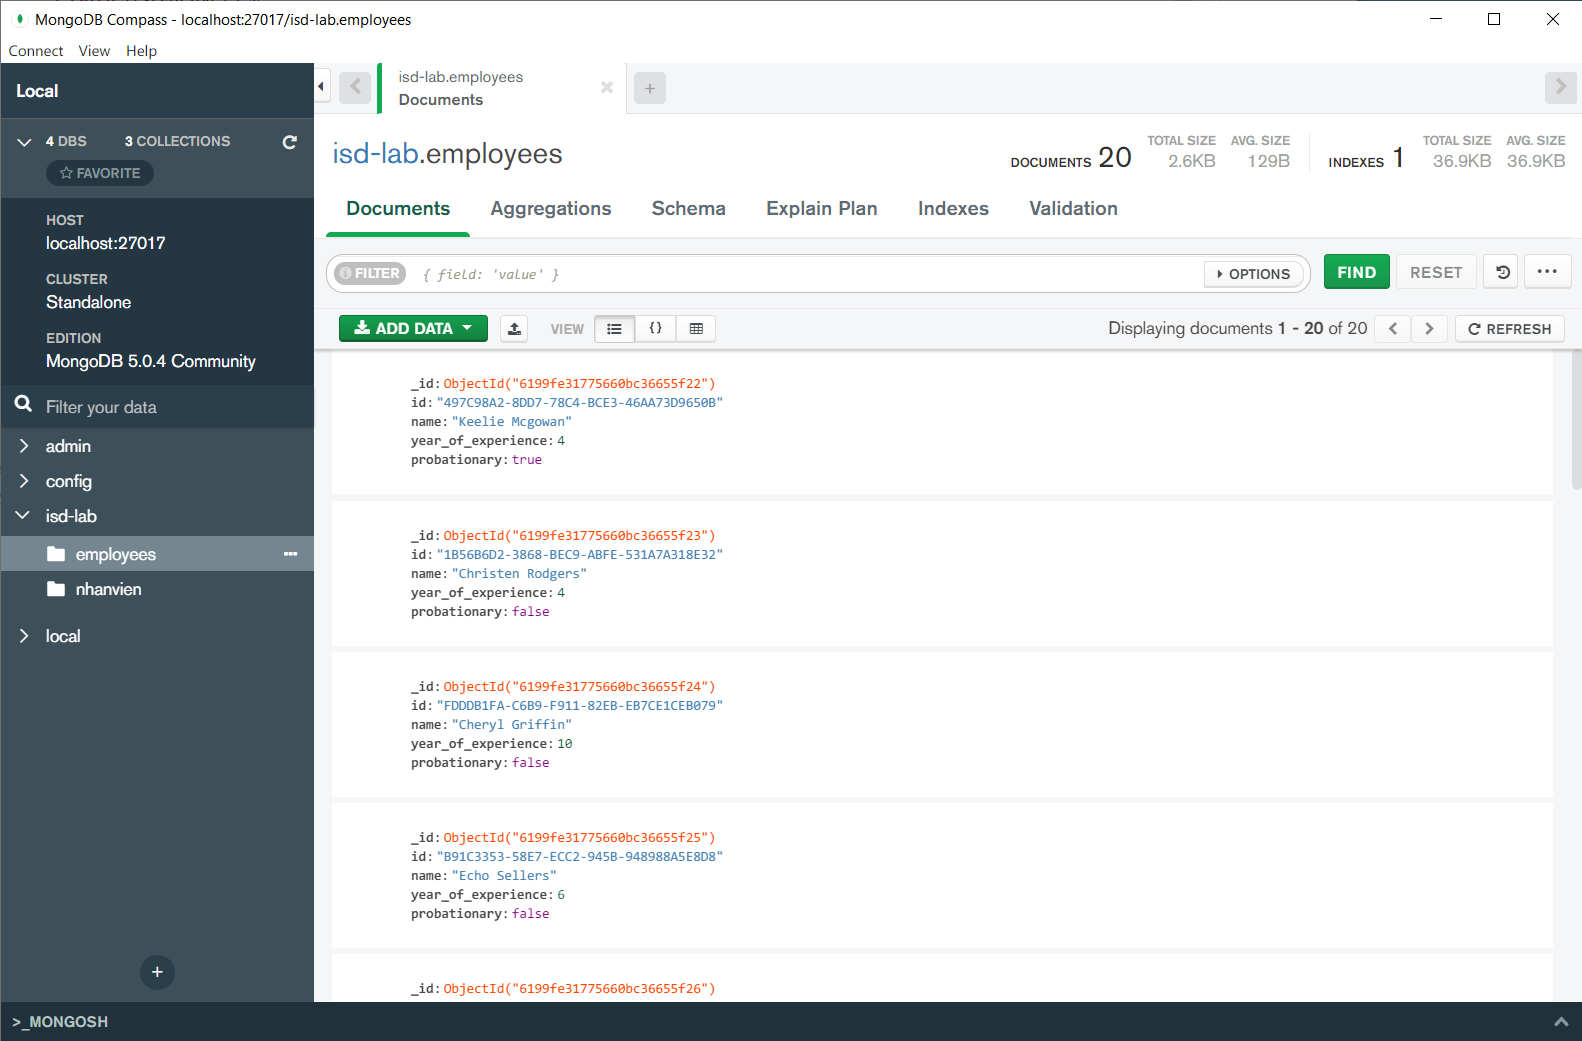 MongoDB Compass - localhost:27017/isd-lab.employees
Connect View Help
Local
4 DBS 3 COLLECTIONS
FAVORITE
HOST
localhost:27017
CLUSTER
Standalone
EDITION
MongoDB 5.0.4 Community
Filter your data
admin
config
isd-lab
employees
nhanvien
local
isd-lab.employees
Documents
isd-lab.employees
DOCUMENTS 20
TOTAL SIZE
2.6KB
AVG. SIZE
129B
INDEXES 1
TOTAL SIZE
36.9KB
AVG. SIZE
36.9KB
Documents Aggregations Schema Explain Plan Indexes Validation
FILTER { field: 'value' } OPTIONS FIND RESET
ADD DATA VIEW {} Displaying documents 1 - 20 of 20 REFRESH
_id: ObjectId("6199fe31775660bc36655f22")
id: "497C98A2-8DD7-78C4-BCE3-46AA73D9650B"
name: "Keelie Mcgowan"
year_of_experience: 4
probationary: true
_id: ObjectId("6199fe31775660bc36655f23")
id: "1B56B6D2-3868-BEC9-ABFE-531A7A318E32"
name: "Christen Rodgers"
year_of_experience: 4
probationary: false
_id: ObjectId("6199fe31775660bc36655f24")
id: "FDDDB1FA-C6B9-F911-82EB-EB7CE1CEB079"
name: "Cheryl Griffin"
year_of_experience: 10
probationary: false
_id: ObjectId("6199fe31775660bc36655f25")
id: "B91C3353-58E7-ECC2-945B-948988A5E8D8"
name: "Echo Sellers"
year_of_experience: 6
probationary: false
_id: ObjectId("6199fe31775660bc36655f26")
>_MONGOSH